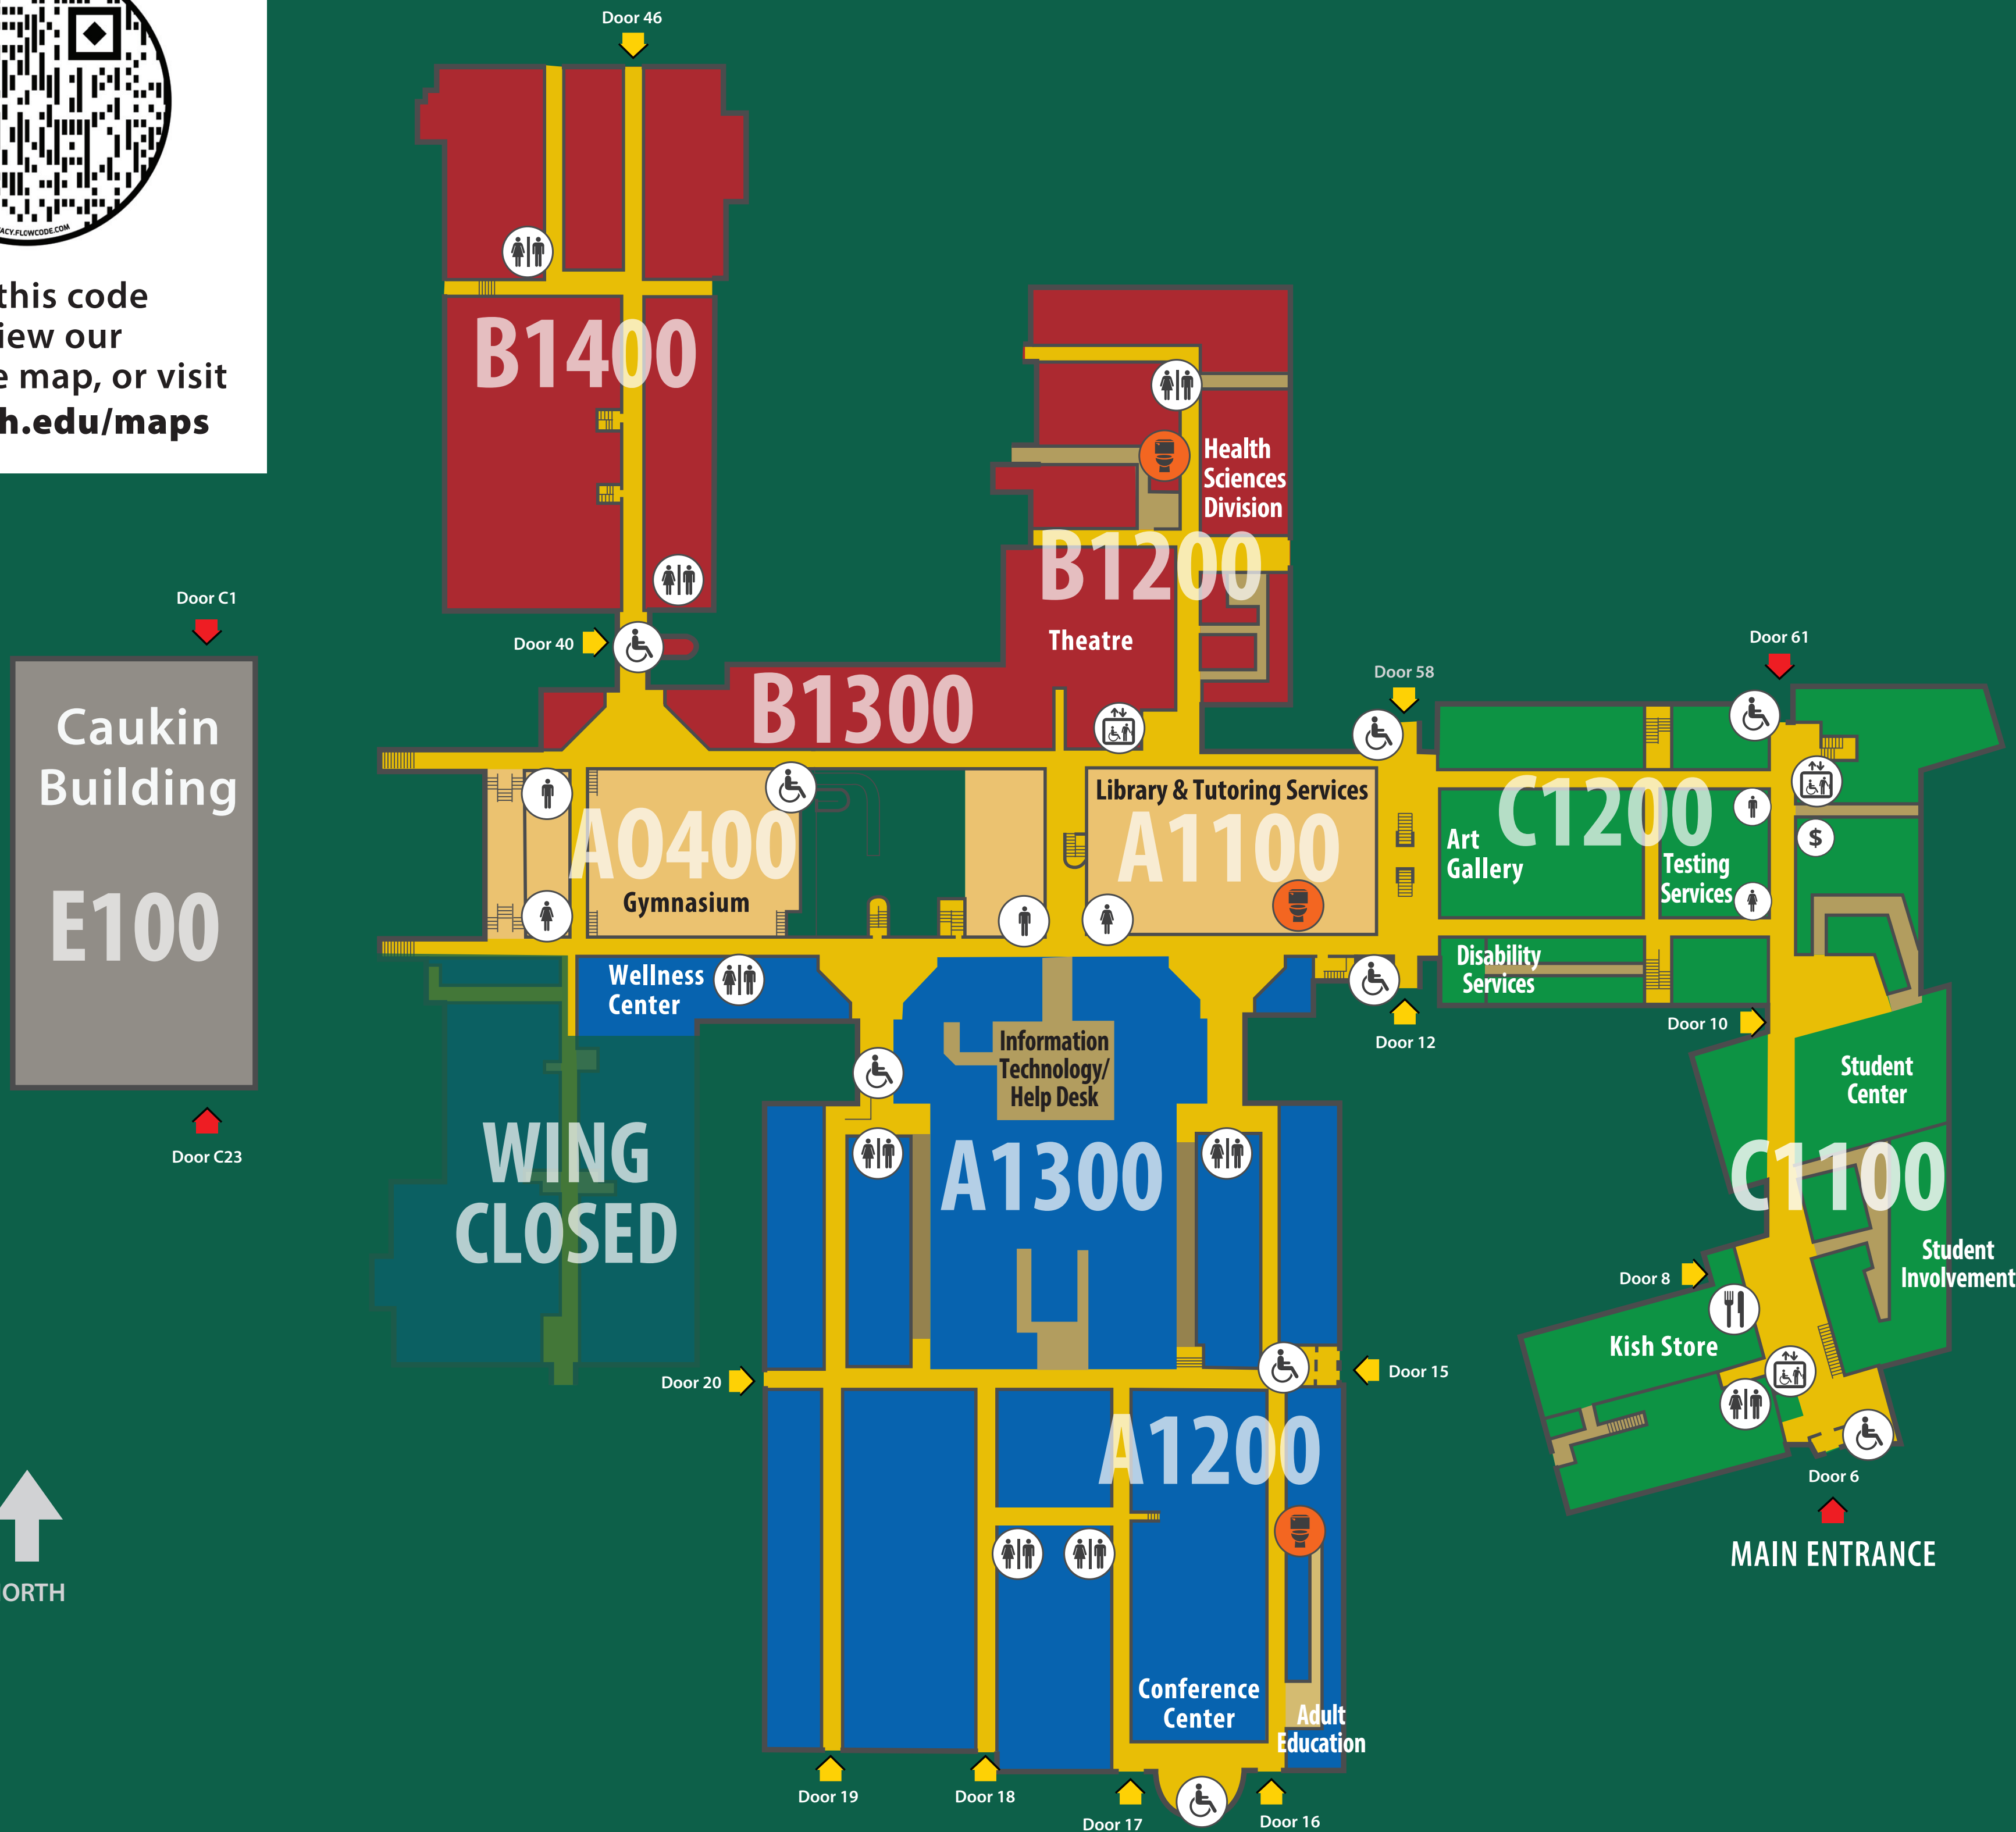 Door 46
ACY.FLOWCODE.COM
this code
iew our
e map, or visit
h.edu/maps
B1400
Health
Sciences
Division
B1200
Door C1
Door 40
Theatre
Door 61
Door 58
B1300
Caukin
Building
E100
Library & Tutoring Services
A0400
Gymnasium
A1100
C1200
$
Art
Gallery
Testing
Services
Wellness
Center
Disability
Services
Door 10
Door 12
Information
Technology/
Help Desk
Student
Center
WING
CLOSED
Door C23
A1300
C1100
Student
Involvement
Door 8
Kish Store
Door 20
Door 15
A1200
Door 6
MAIN ENTRANCE
ORTH
Conference
Center
Adult
Education
Door 19
Door 18
Door 17
Door 16